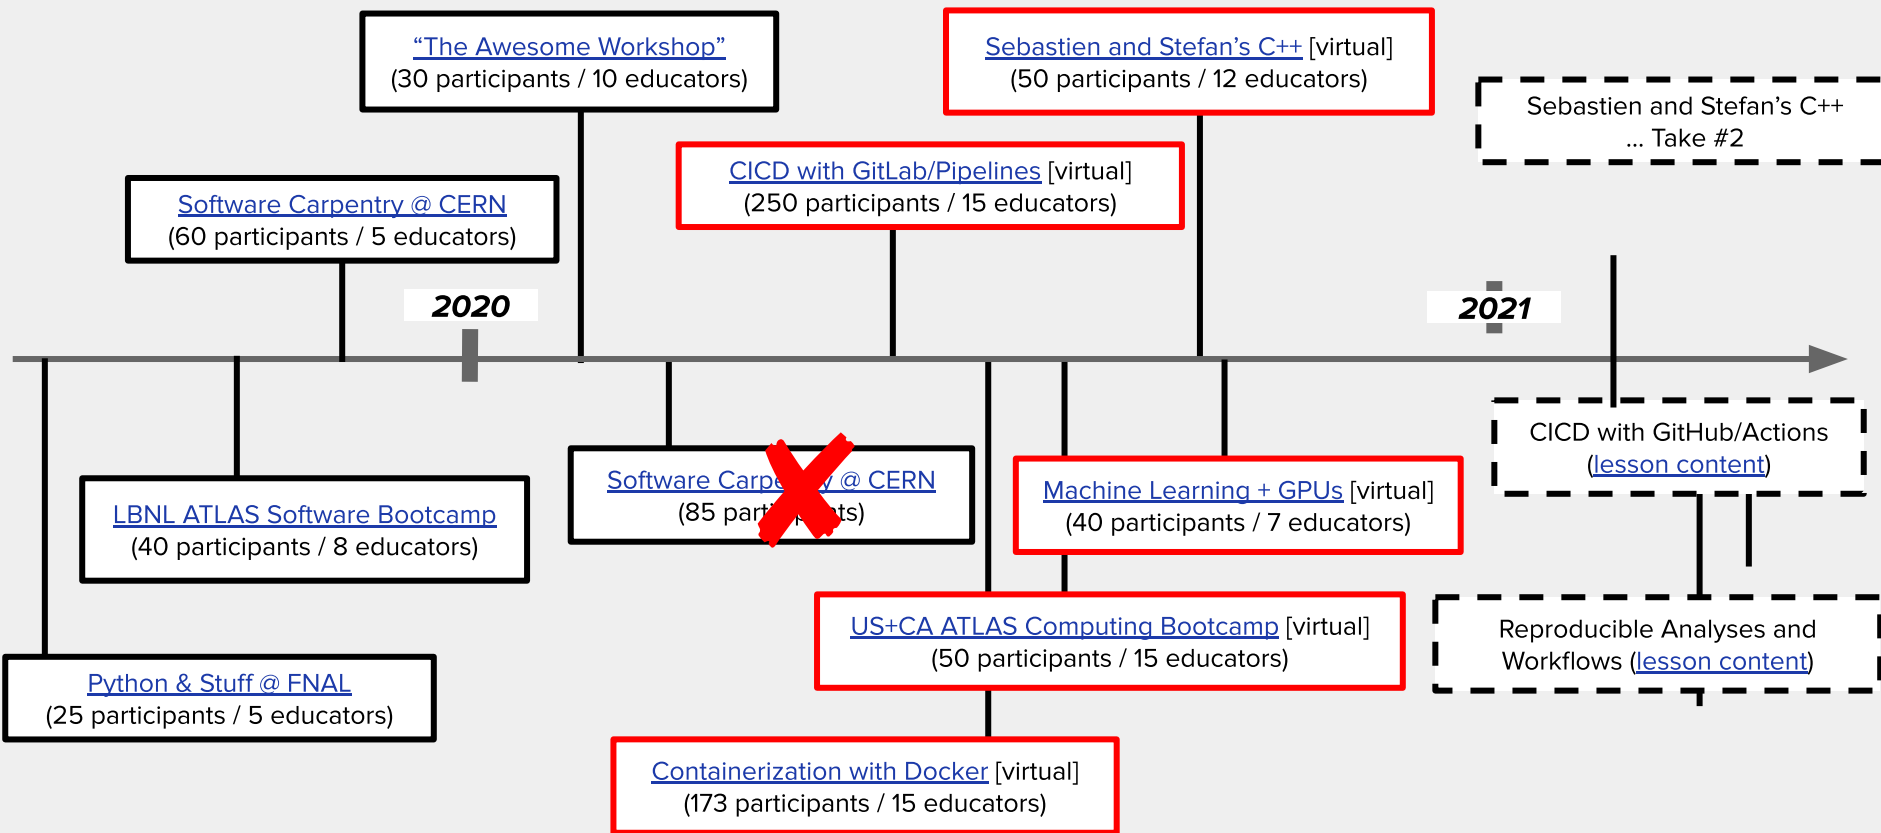 “The Awesome Workshop”
(30 participants / 10 educators)
Sebastien and Stefan’s C++ [virtual]
(50 participants / 12 educators)
Sebastien and Stefan’s C++
... Take #2
CICD with GitLab/Pipelines [virtual]
(250 participants / 15 educators)
Software Carpentry @ CERN
(60 participants / 5 educators)
2020
2021
CICD with GitHub/Actions
(lesson content)
Software @ CERN
(85
Machine Learning + GPUs [virtual]
(40 participants / 7 educators)
LBNL ATLAS Software Bootcamp
(40 participants / 8 educators)
US+CA ATLAS Computing Bootcamp [virtual]
(50 participants / 15 educators)
Reproducible Analyses and
Workflows (lesson content)
Python & Stuff @ FNAL
(25 participants / 5 educators)
Containerization with Docker [virtual]
(173 participants / 15 educators)